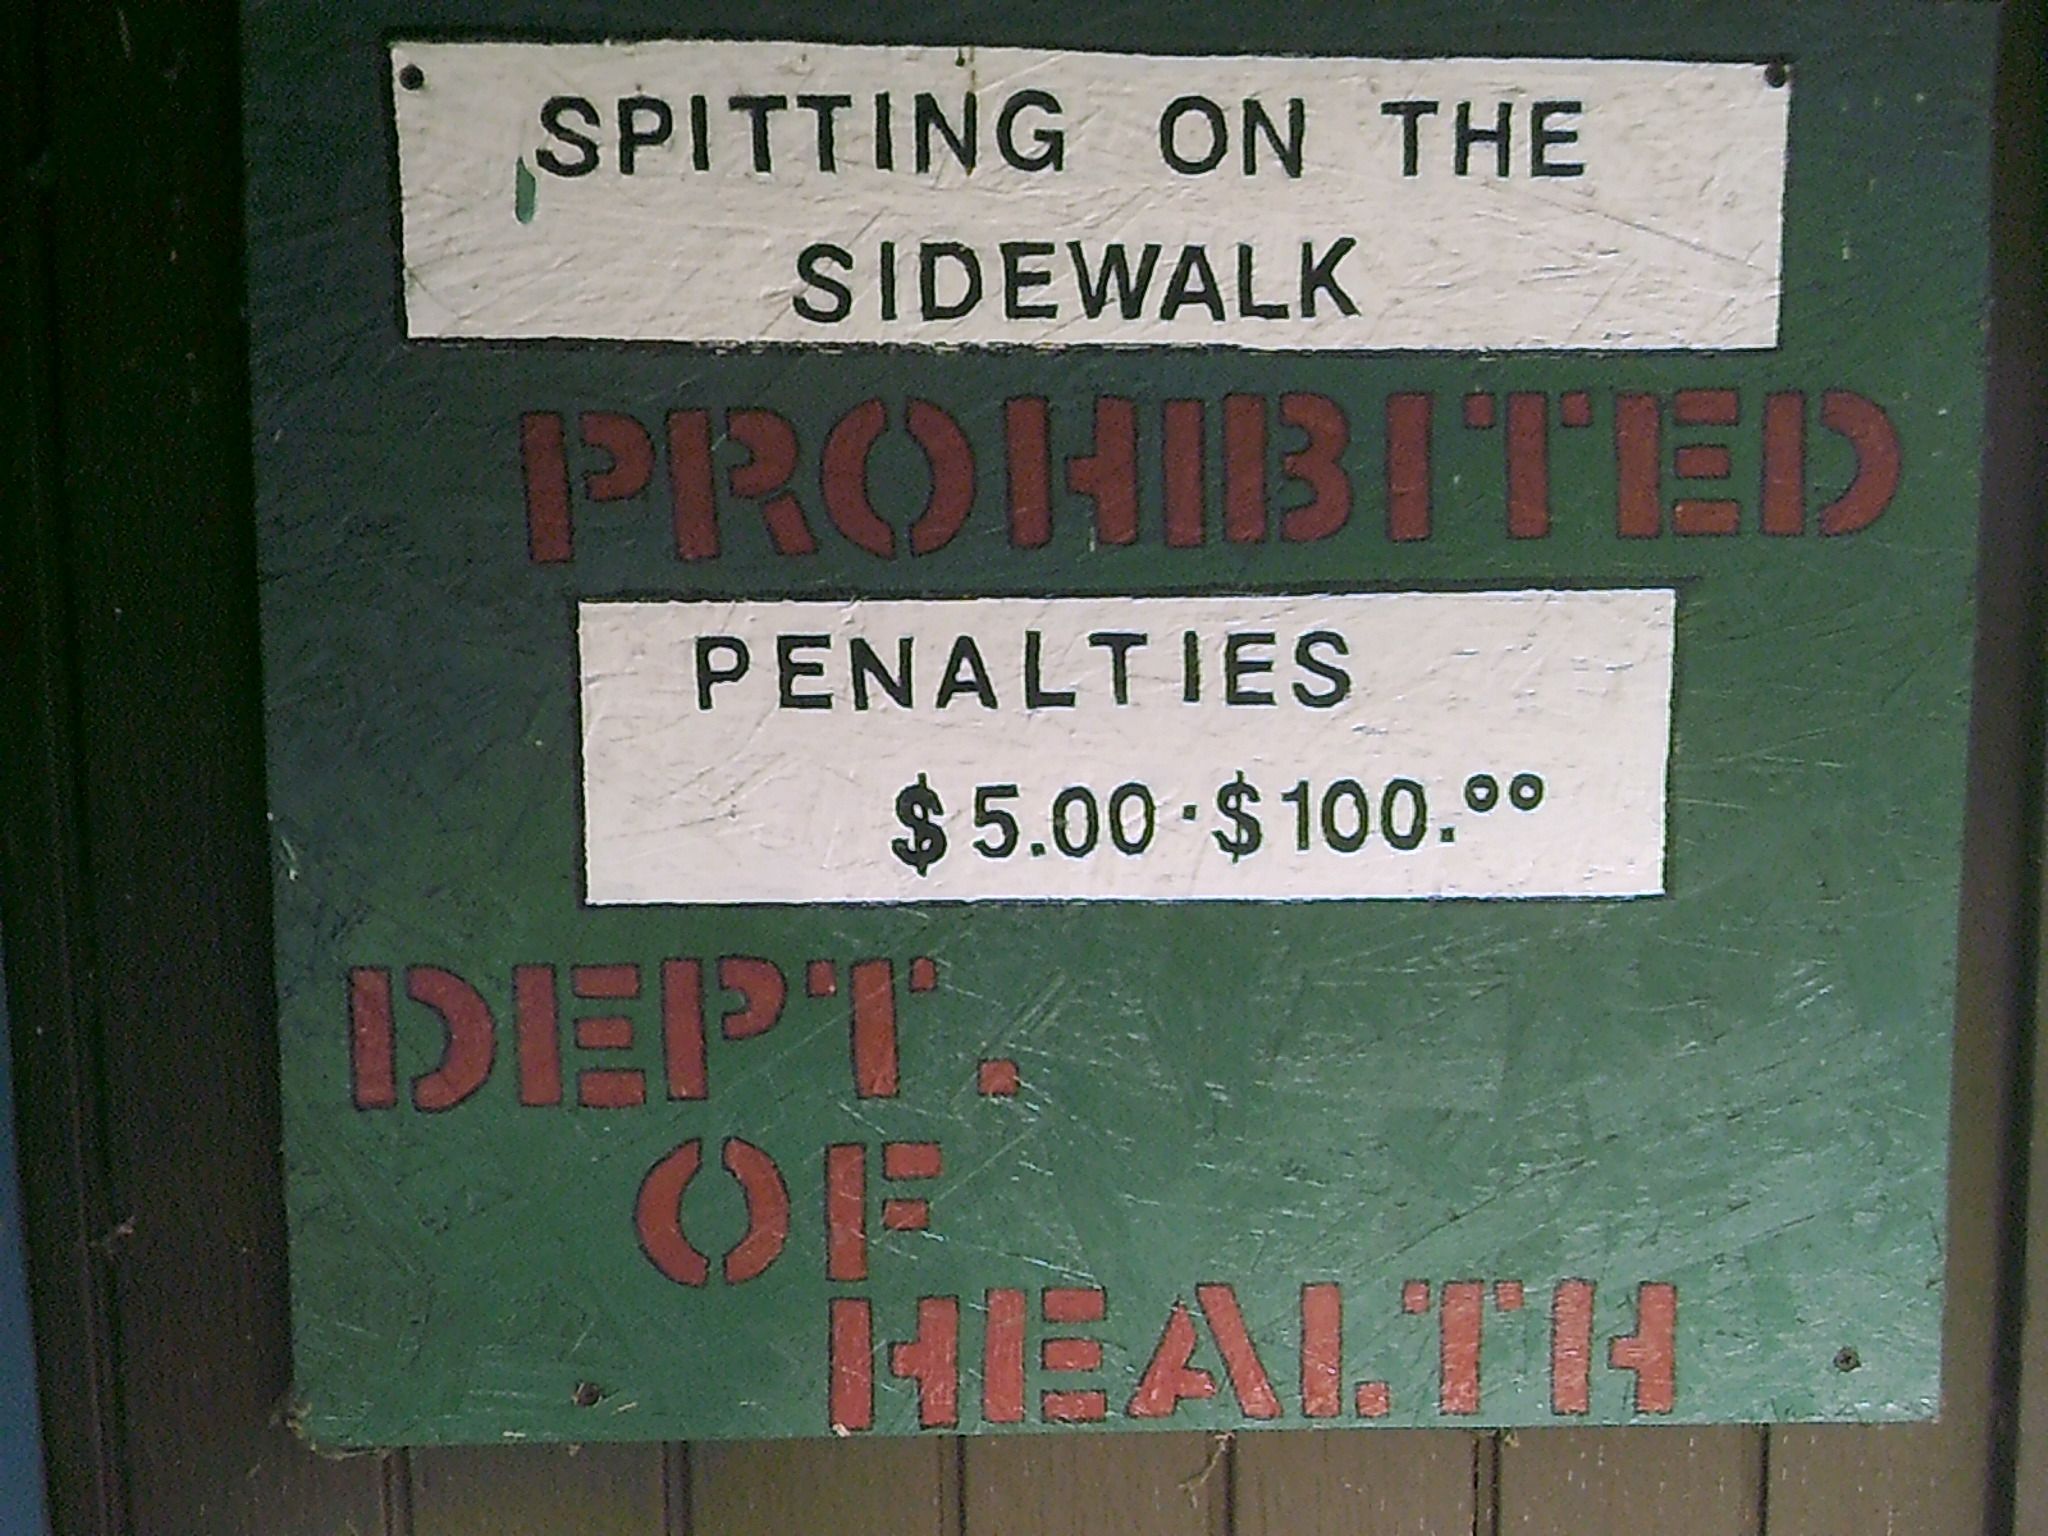 SPITTING ON THE
SIDEWALK
PROHIBITED
PENALTIES
$5.00·$100.⁰⁰
DEPT.
OF
HEALTH